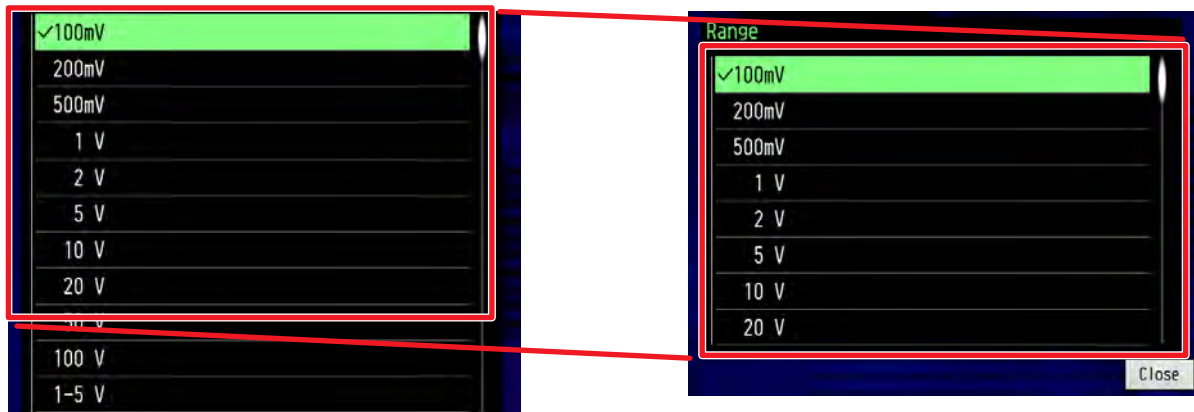 ✓100mV
200mV
500mV
1 V
2 V
5 V
10 V
20 V
100 V
1-5 V
Range
✓100mV
200mV
500mV
1 V
2 V
5 V
10 V
20 V
Close